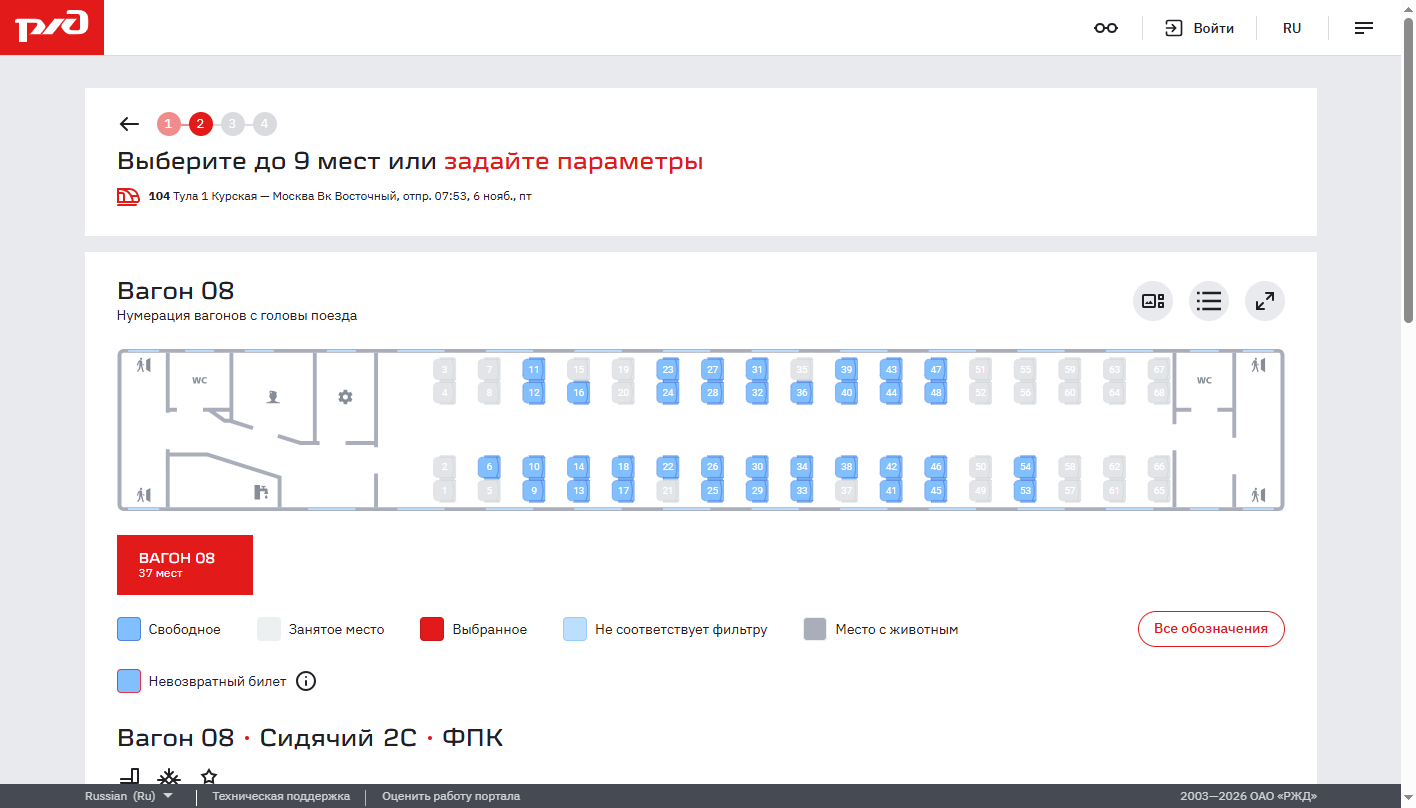 РЖД
Войти
RU
1 2 3 4
Выберите до 9 мест или задайте параметры
104 Тула 1 Курская — Москва Вк Восточный, отпр. 07:53, 6 нояб., пт
Вагон 08
Нумерация вагонов с головы поезда
3 7 11 15 19 23 27 31 35 39 43 47 51 55 59 63 67
WC WC
4 8 12 16 20 24 28 32 36 40 44 48 52 56 60 64 68
2 6 10 14 18 22 26 30 34 38 42 46 50 54 58 62 66
1 5 9 13 17 21 25 29 33 37 41 45 49 53 57 61 65
ВАГОН 08
37 мест
Свободное Занятое место Выбранное Не соответствует фильтру Место с животным Все обозначения
Невозвратный билет
Вагон 08 • Сидячий 2С • ФПК
Russian (Ru) Техническая поддержка Оценить работу портала 2003—2026 ОАО «РЖД»